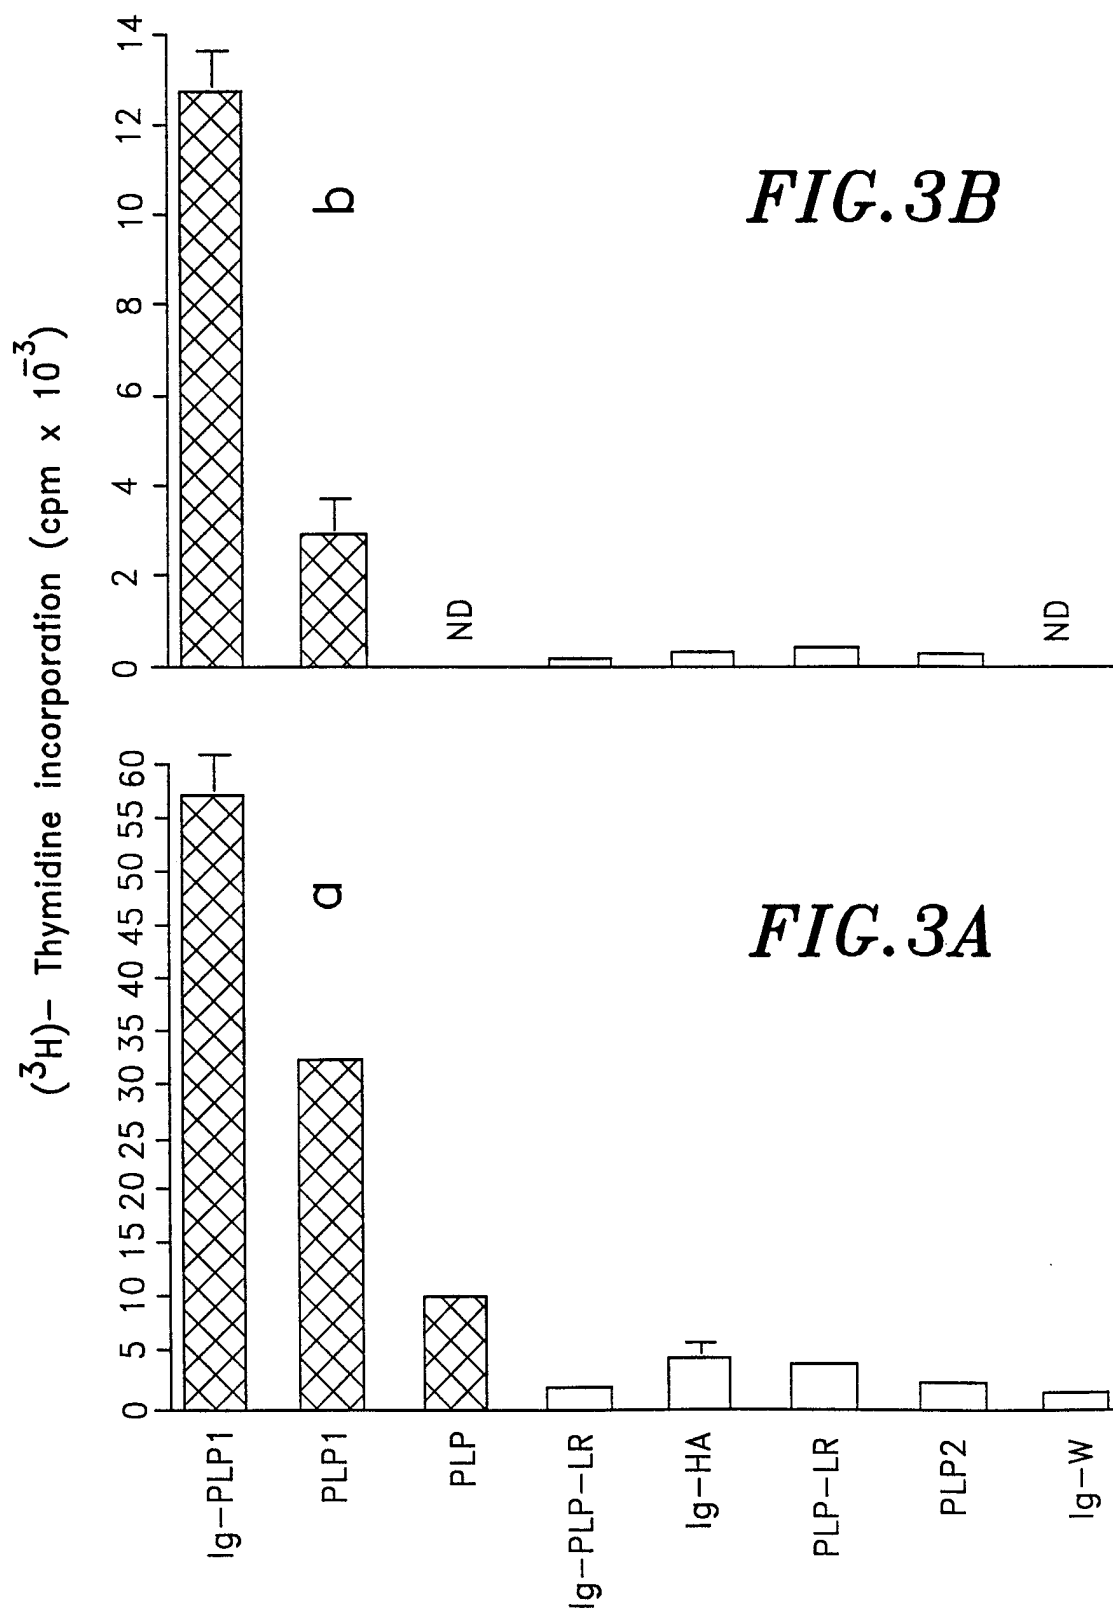 (³H)– Thymidine incorporation (cpm x 10⁻³)
0 5 10 15 20 25 30 35 40 45 50 55 60
0 2 4 6 8 10 12 14
a
b
Ig–PLP1
PLP1
PLP
ND
Ig–PLP–LR
Ig–HA
PLP–LR
PLP2
Ig–W
ND
FIG.3A
FIG.3B